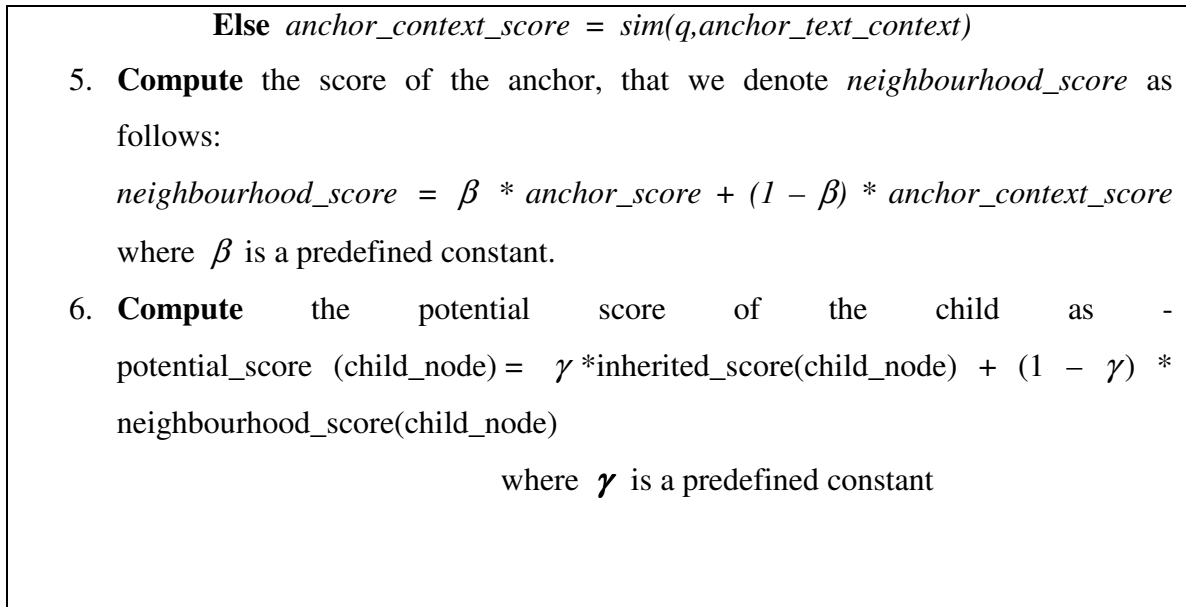 Else anchor_context_score = sim(q,anchor_text_context)
5. Compute the score of the anchor, that we denote neighbourhood_score as
follows:
neighbourhood_score = β * anchor_score + (1 – β) * anchor_context_score
where β is a predefined constant.
6. Compute the potential score of the child as -
potential_score (child_node) = γ *inherited_score(child_node) + (1 – γ) *
neighbourhood_score(child_node)
where γ is a predefined constant